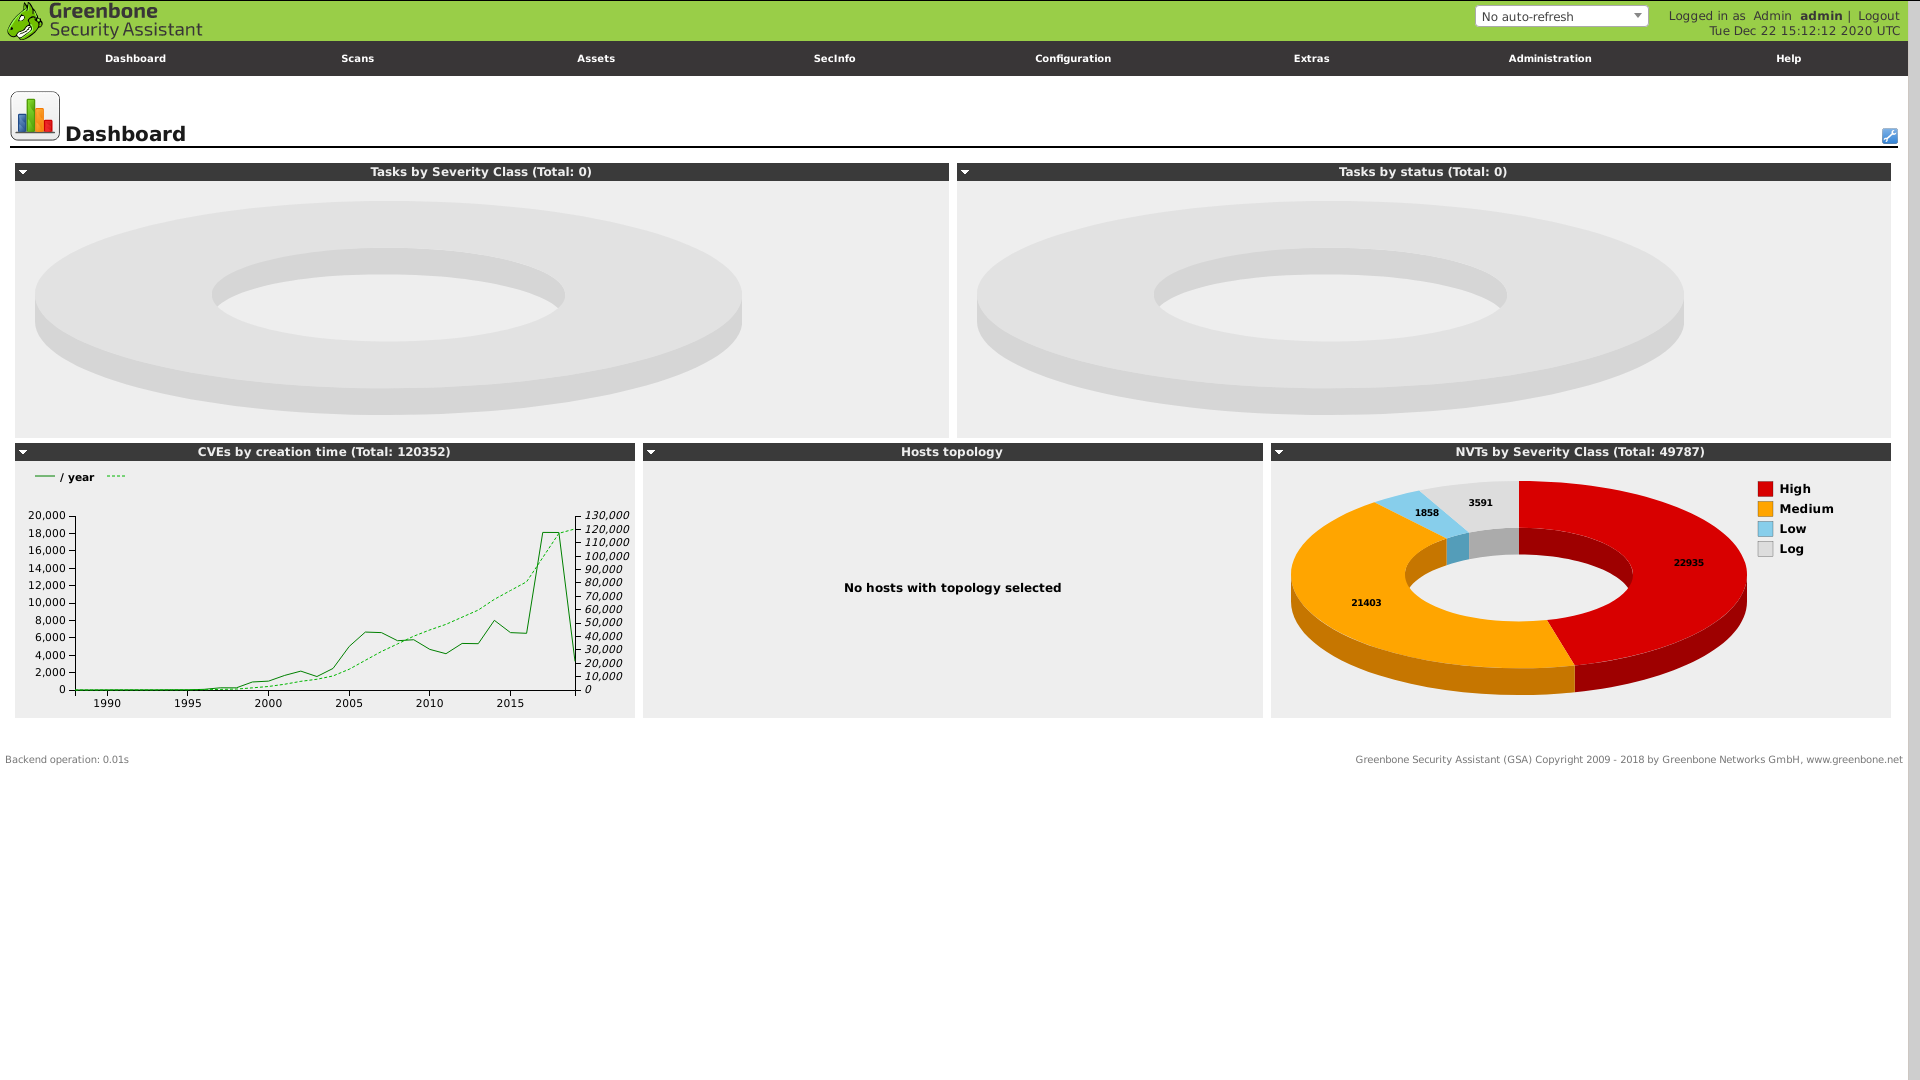 Greenbone
Security Assistant
No auto-refresh
Logged in as Admin admin | Logout
Tue Dec 22 15:12:12 2020 UTC
Dashboard Scans Assets SecInfo Configuration Extras Administration Help
Dashboard
Tasks by Severity Class (Total: 0)
Tasks by status (Total: 0)
CVEs by creation time (Total: 120352)
/ year
20,000
18,000
16,000
14,000
12,000
10,000
8,000
6,000
4,000
2,000
0
130,000
120,000
110,000
100,000
90,000
80,000
70,000
60,000
50,000
40,000
30,000
20,000
10,000
0
1990 1995 2000 2005 2010 2015
Hosts topology
No hosts with topology selected
NVTs by Severity Class (Total: 49787)
3591
1858
22935
21403
High
Medium
Low
Log
Backend operation: 0.01s
Greenbone Security Assistant (GSA) Copyright 2009 - 2018 by Greenbone Networks GmbH, www.greenbone.net